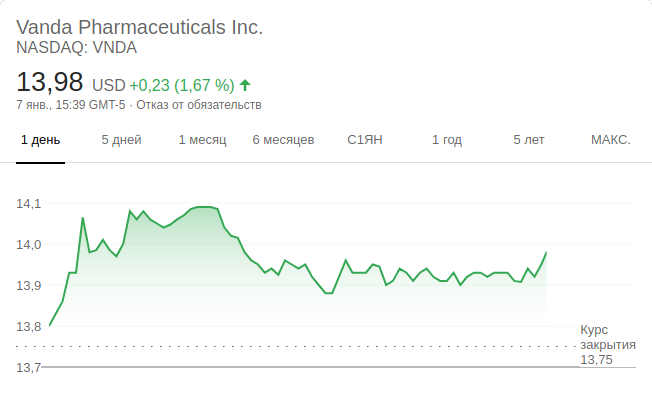 Vanda Pharmaceuticals Inc.
NASDAQ: VNDA
13,98 USD +0,23 (1,67 %)
7 янв., 15:39 GMT-5 · Отказ от обязательств
1 день 5 дней 1 месяц 6 месяцев С1ЯН 1 год 5 лет МАКС.
14,1
14,0
13,9
13,8
Курс
закрытия
13,75
13,7